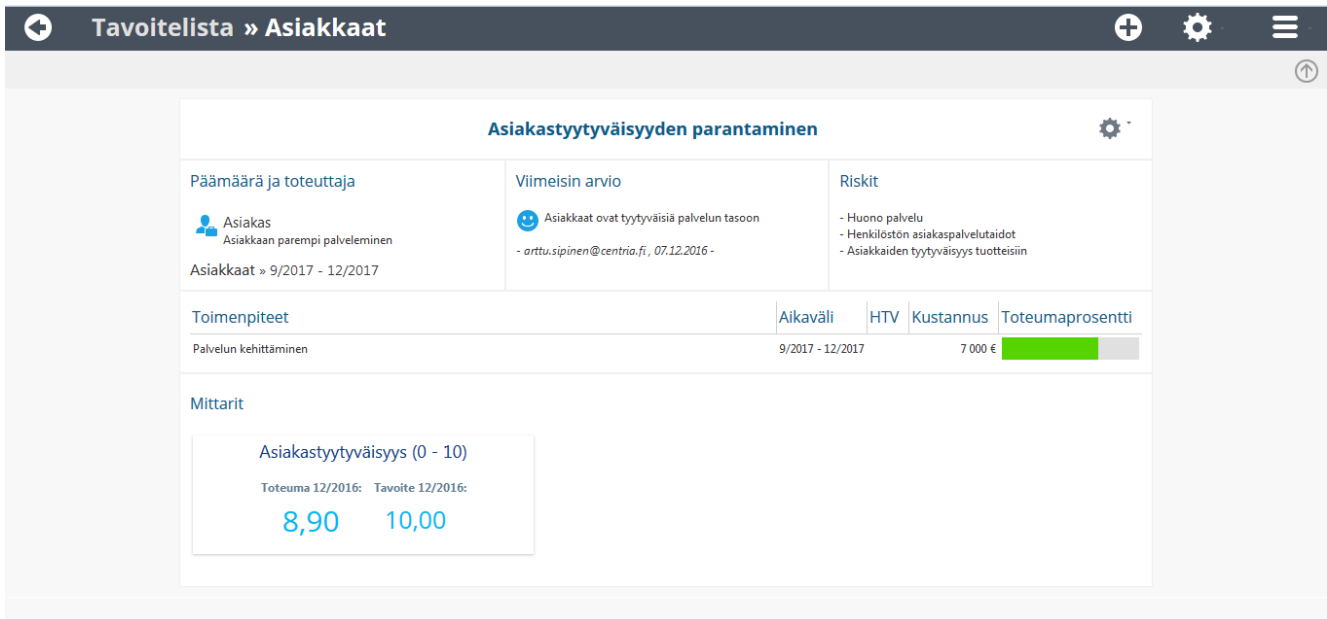 Tavoitelista » Asiakkaat
Asiakastyytyväisyyden parantaminen
Päämäärä ja toteuttaja
Asiakas
Asiakkaan parempi palveleminen
Asiakkaat » 9/2017 - 12/2017
Viimeisin arvio
Asiakkaat ovat tyytyväisiä palvelun tasoon
- arttu.sipinen@centria.fi , 07.12.2016 -
Riskit
- Huono palvelu
- Henkilöstön asiakaspalvelutaidot
- Asiakkaiden tyytyväisyys tuotteisiin
Toimenpiteet Aikaväli HTV Kustannus Toteumaprosentti
Palvelun kehittäminen 9/2017 - 12/2017 7 000 €
Mittarit
Asiakastyytyväisyys (0 - 10)
Toteuma 12/2016: Tavoite 12/2016:
8,90 10,00